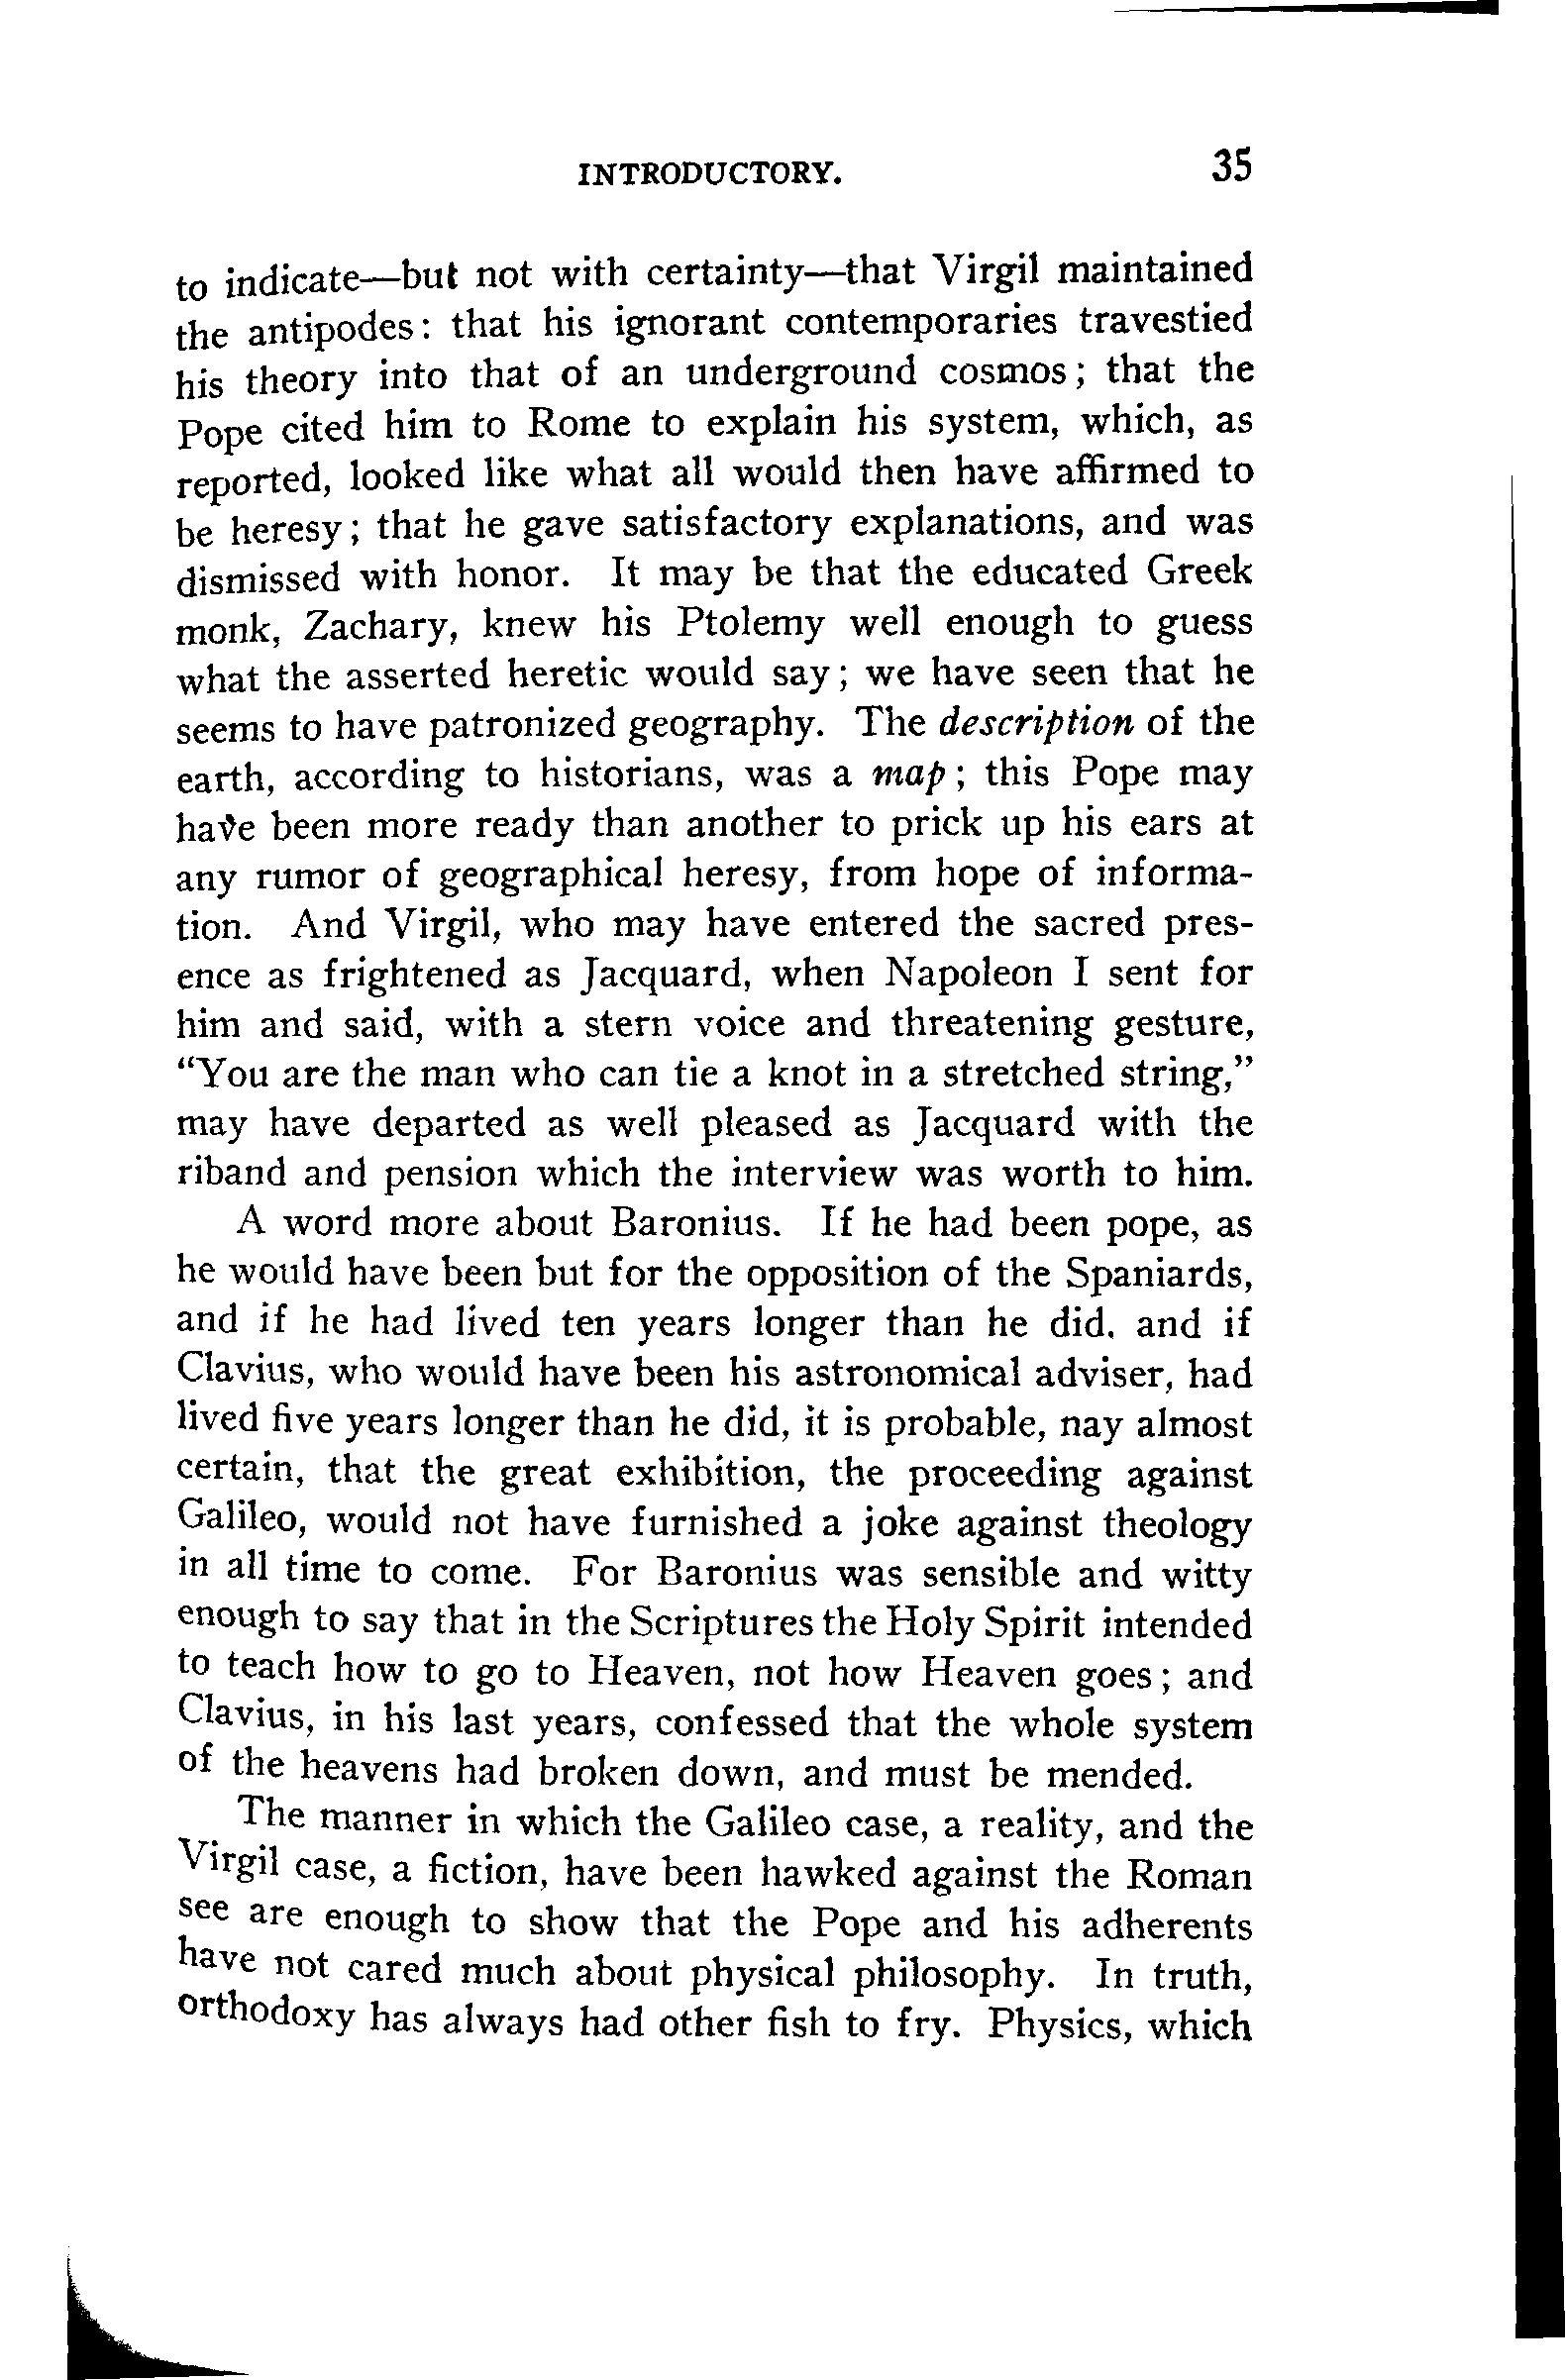 INTRODUCTORY. 35
to indicate—but not with certainty—that Virgil maintained
the antipodes: that his ignorant contemporaries travestied
his theory into that of an underground cosmos; that the
Pope cited him to Rome to explain his system, which, as
reported, looked like what all would then have affirmed to
be heresy; that he gave satisfactory explanations, and was
dismissed with honor. It may be that the educated Greek
monk, Zachary, knew his Ptolemy well enough to guess
what the asserted heretic would say; we have seen that he
seems to have patronized geography. The description of the
earth, according to historians, was a map; this Pope may
have been more ready than another to prick up his ears at
any rumor of geographical heresy, from hope of informa-
tion. And Virgil, who may have entered the sacred pres-
ence as frightened as Jacquard, when Napoleon I sent for
him and said, with a stern voice and threatening gesture,
“You are the man who can tie a knot in a stretched string,”
may have departed as well pleased as Jacquard with the
riband and pension which the interview was worth to him.
A word more about Baronius. If he had been pope, as
he would have been but for the opposition of the Spaniards,
and if he had lived ten years longer than he did, and if
Clavius, who would have been his astronomical adviser, had
lived five years longer than he did, it is probable, nay almost
certain, that the great exhibition, the proceeding against
Galileo, would not have furnished a joke against theology
in all time to come. For Baronius was sensible and witty
enough to say that in the Scriptures the Holy Spirit intended
to teach how to go to Heaven, not how Heaven goes; and
Clavius, in his last years, confessed that the whole system
of the heavens had broken down, and must be mended.
The manner in which the Galileo case, a reality, and the
Virgil case, a fiction, have been hawked against the Roman
see are enough to show that the Pope and his adherents
have not cared much about physical philosophy. In truth,
orthodoxy has always had other fish to fry. Physics, which